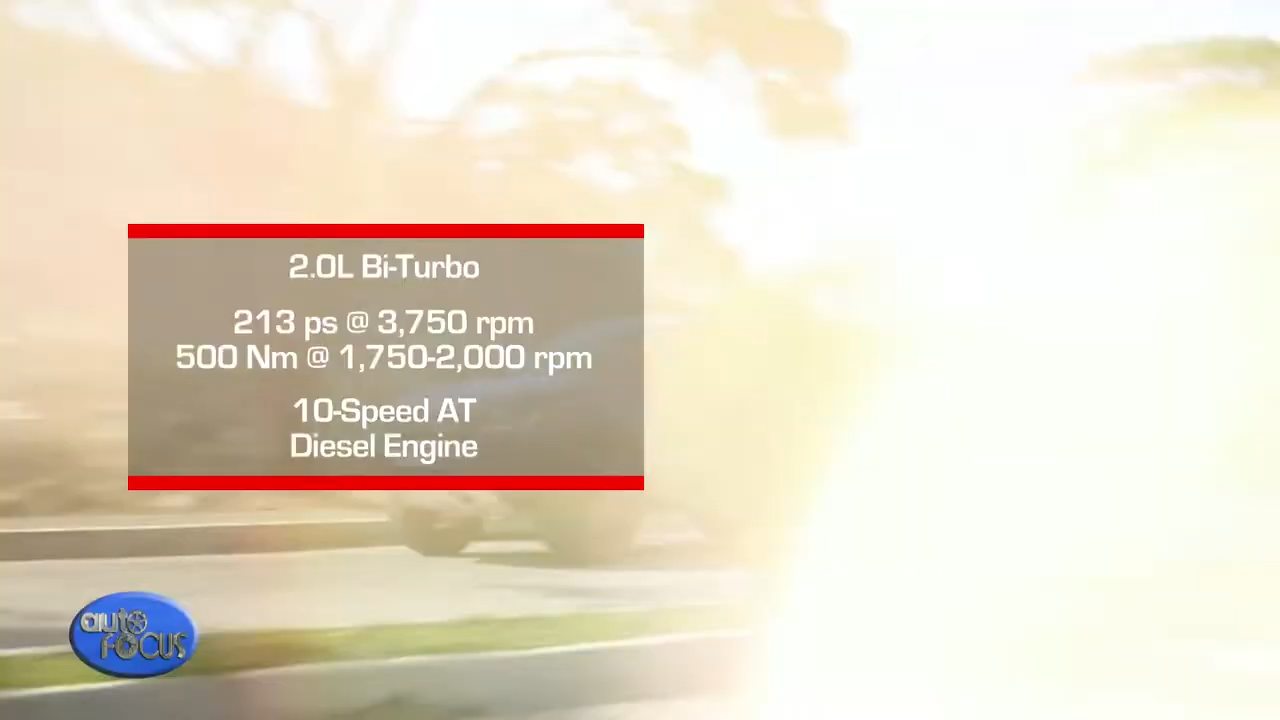 2.0L Bi-Turbo
213 ps @ 3,750 rpm
500 Nm @ 1,750-2,000 rpm
10-Speed AT
Diesel Engine
auto
FOCUS